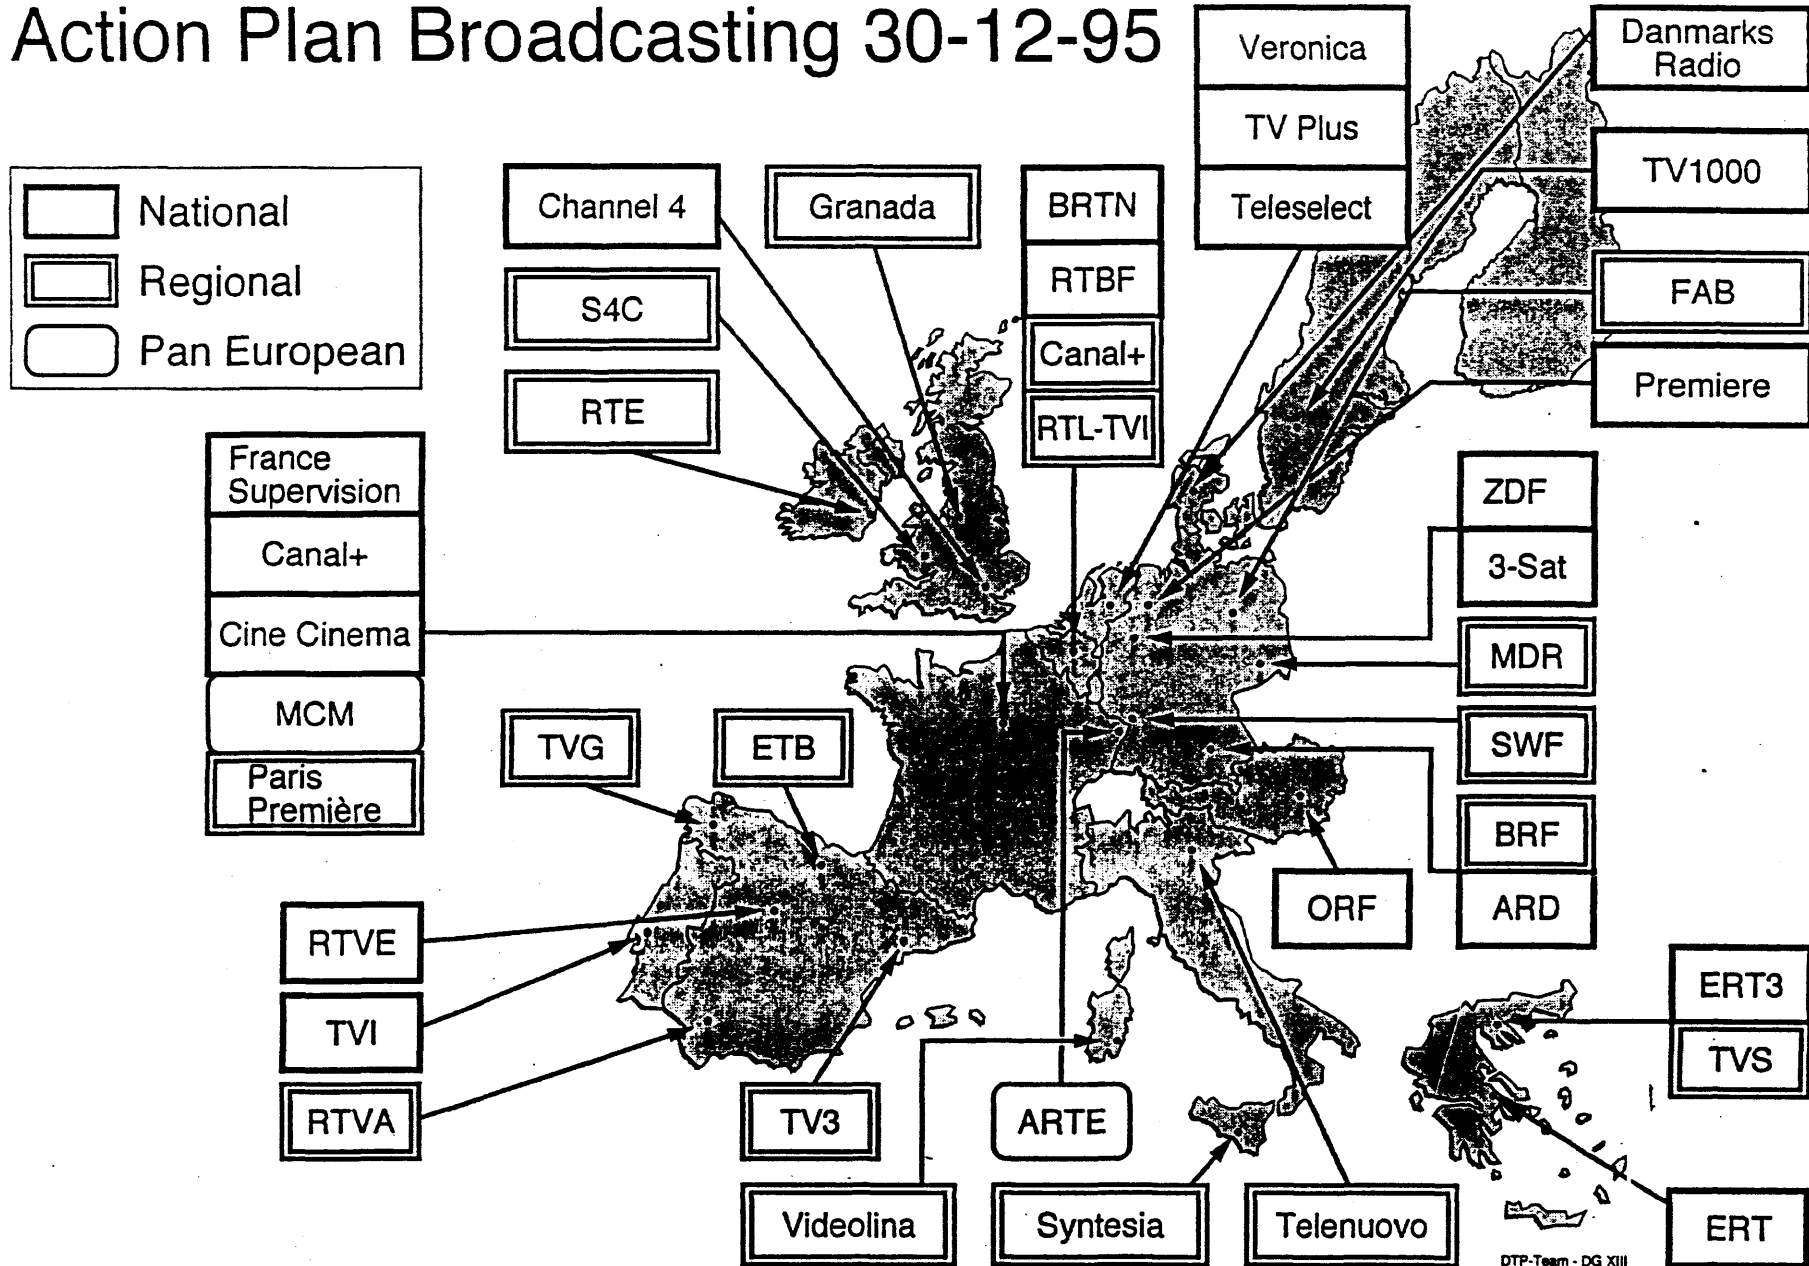 Action Plan Broadcasting 30-12-95
National
Regional
Pan European
Channel 4
S4C
RTE
Granada
BRTN
RTBF
Canal+
RTL-TVI
Veronica
TV Plus
Teleselect
Danmarks
Radio
TV1000
FAB
Premiere
France
Supervision
Canal+
Cine Cinema
MCM
Paris
Première
ZDF
3-Sat
MDR
SWF
BRF
ARD
TVG
ETB
ORF
RTVE
TVI
RTVA
TV3
ARTE
Videolina
Syntesia
Telenuovo
ERT3
TVS
ERT
DTP-Team - DG XIII